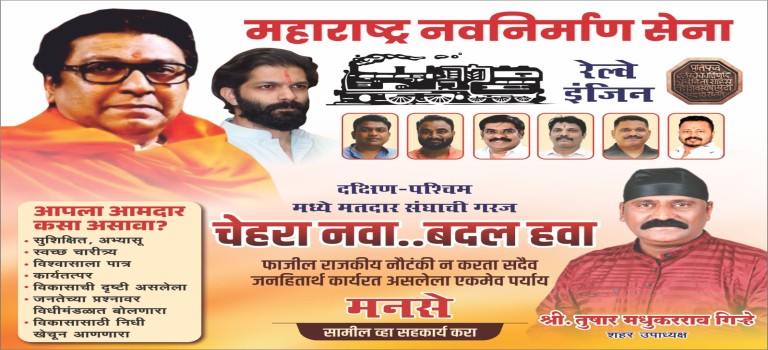 महाराष्ट्र नवनिर्माण सेना
रेल्वे
इंजिन
दक्षिण-पश्चिम
मध्ये मतदार संघाची गरज
चेहरा नवा..बदल हवा
फाजील राजकीय नौटंकी न करता सदैव
जनहितार्थ कार्यरत असलेला एकमेव पर्याय
मनसे
सामील व्हा सहकार्य करा
आपला आमदार
कसा असावा?
• सुशिक्षित, अभ्यासू
• स्वच्छ चारीत्र्य
• विश्वासाला पात्र
• कार्यतत्पर
• विकासाची दृष्टी असलेला
• जनतेच्या प्रश्नावर
विधीमंडळात बोलणारा
• विकासासाठी निधी
खेचून आणणारा
श्री. तुषार मधुकरराव गिऱ्हे
शहर उपाध्यक्ष